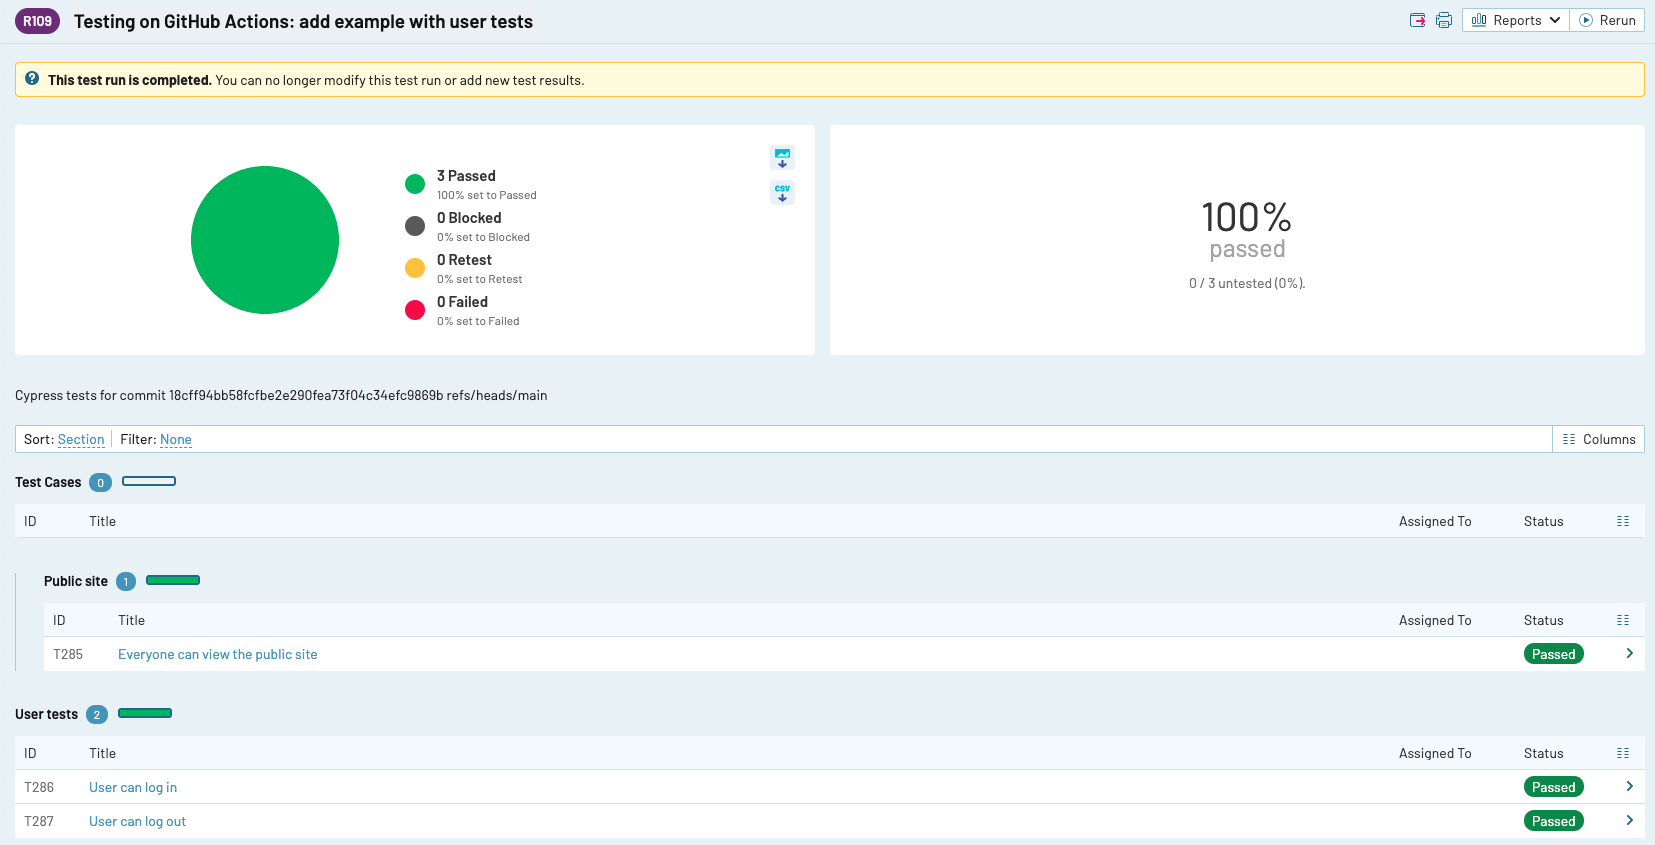 R109 Testing on GitHub Actions: add example with user tests Reports Rerun
This test run is completed. You can no longer modify this test run or add new test results.
3 Passed
100% set to Passed
0 Blocked
0% set to Blocked
0 Retest
0% set to Retest
0 Failed
0% set to Failed
CSV
100%
passed
0 / 3 untested (0%).
Cypress tests for commit 18cff94bb58fcfbe2e290fea73f04c34efc9869b refs/heads/main
Sort: Section Filter: None Columns
Test Cases 0
ID Title Assigned To Status
Public site 1
ID Title Assigned To Status
T285 Everyone can view the public site Passed
User tests 2
ID Title Assigned To Status
T286 User can log in Passed
T287 User can log out Passed